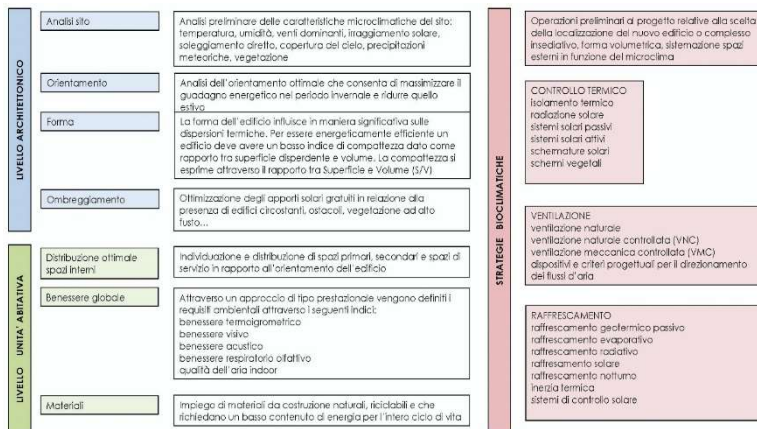 LIVELLO ARCHITETTONICO
Analisi sito
Analisi preliminare delle caratteristiche microclimatiche del sito:
temperatura, umidità, venti dominanti, irraggiamento solare,
soleggiamento diretto, copertura del cielo, precipitazioni
meteoriche, vegetazione
Orientamento
Analisi dell'orientamento ottimale che consenta di massimizzare il
guadagno energetico nel periodo invernale e ridurre quello
estivo
Forma
La forma dell'edificio influisce in maniera significativa sulle
dispersioni termiche. Per essere energeticamente efficiente un
edificio deve avere un basso indice di compattezza dato come
rapporto tra superficie disperdente e volume. La compattezza si
esprime attraverso il rapporto tra Superficie e Volume (S/V)
Ombreggiamento
Ottimizzazione degli apporti solari gratuiti in relazione alla
presenza di edifici circostanti, ostacoli, vegetazione ad alto
fusto...
LIVELLO UNITA' ABITATIVA
Distribuzione ottimale
spazi interni
Individuazione e distribuzione di spazi primari, secondari e spazi di
servizio in rapporto all'orientamento dell'edificio
Benessere globale
Attraverso un approccio di tipo prestazionale vengono definiti i
requisiti ambientali attraverso i seguenti indici:
benessere termoigrometrico
benessere visivo
benessere acustico
benessere respiratorio olfattivo
qualità dell'aria indoor
Materiali
Impiego di materiali da costruzione naturali, riciclabili e che
richiedano un basso contenuto di energia per l'intero ciclo di vita
STRATEGIE BIOCLIMATICHE
Operazioni preliminari al progetto relative alla scelta
della localizzazione del nuovo edificio o complesso
insediativo, forma volumetrica, sistemazione spazi
esterni in funzione del microclima
CONTROLLO TERMICO
isolamento termico
radiazione solare
sistemi solari passivi
sistemi solari attivi
schermature solari
schermi vegetali
VENTILAZIONE
ventilazione naturale
ventilazione naturale controllata (VNC)
ventilazione meccanica controllata (VMC)
dispositivi e criteri progettuali per il direzionamento
dei flussi d'aria
RAFFRESCAMENTO
raffrescamento geotermico passivo
raffrescamento evaporativo
raffrescamento radiativo
raffresamento solare
raffrescamento notturno
inerzia termica
sistemi di controllo solare